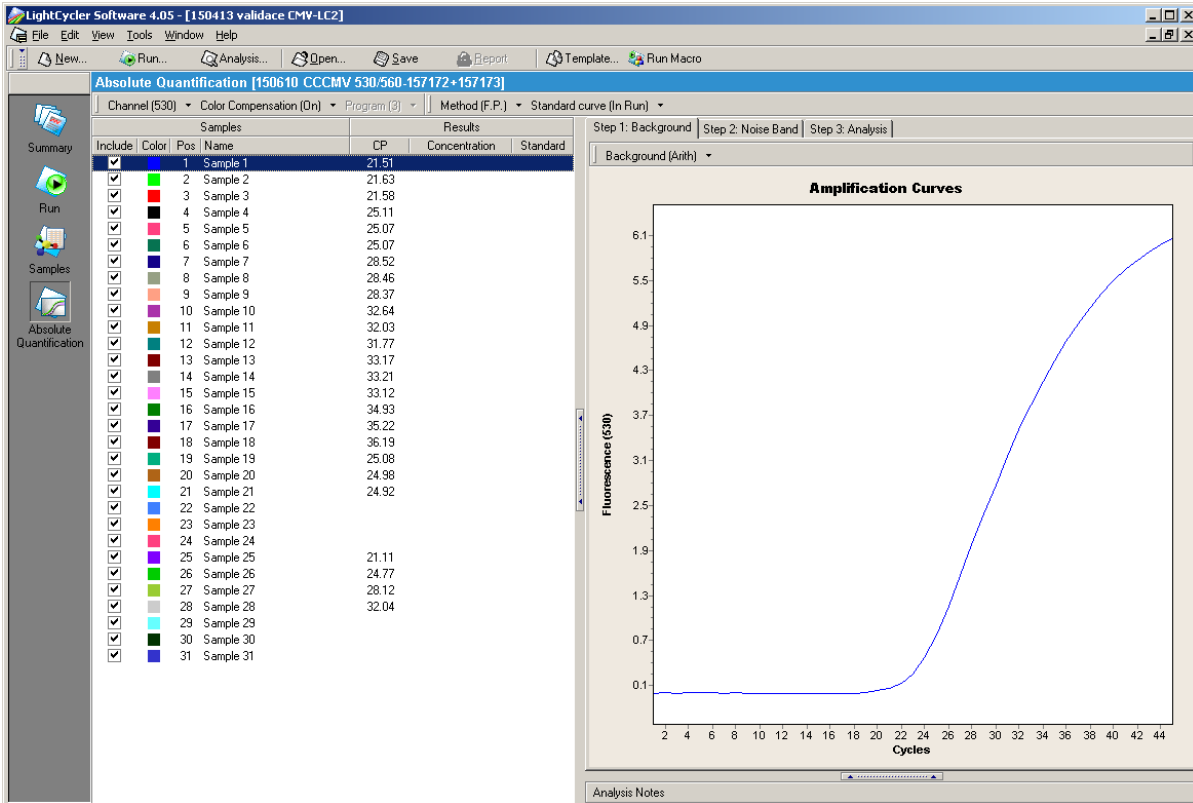 LightCycler Software 4.05 - [150413 validace CMV-LC2]
File Edit View Tools Window Help
New... Run... Analysis... Open... Save Report Template... Run Macro
Absolute Quantification [150610 CCCMV 530/560-157172+157173]
Channel (530) Color Compensation (On) Program (3) Method (F.P.) Standard curve (In Run)
Summary
Run
Samples
Absolute
Quantification
Samples Results
Include Color Pos Name CP Concentration Standard
1 Sample 1 21.51
2 Sample 2 21.63
3 Sample 3 21.58
4 Sample 4 25.11
5 Sample 5 25.07
6 Sample 6 25.07
7 Sample 7 28.52
8 Sample 8 28.46
9 Sample 9 28.37
10 Sample 10 32.64
11 Sample 11 32.03
12 Sample 12 31.77
13 Sample 13 33.17
14 Sample 14 33.21
15 Sample 15 33.12
16 Sample 16 34.93
17 Sample 17 35.22
18 Sample 18 36.19
19 Sample 19 25.08
20 Sample 20 24.98
21 Sample 21 24.92
22 Sample 22
23 Sample 23
24 Sample 24
25 Sample 25 21.11
26 Sample 26 24.77
27 Sample 27 28.12
28 Sample 28 32.04
29 Sample 29
30 Sample 30
31 Sample 31
Step 1: Background Step 2: Noise Band Step 3: Analysis
Background (Arith)
Amplification Curves
6.1
5.5
4.9
4.3
3.7
3.1
2.5
1.9
1.3
0.7
0.1
Fluorescence (530)
2 4 6 8 10 12 14 16 18 20 22 24 26 28 30 32 34 36 38 40 42 44
Cycles
Analysis Notes